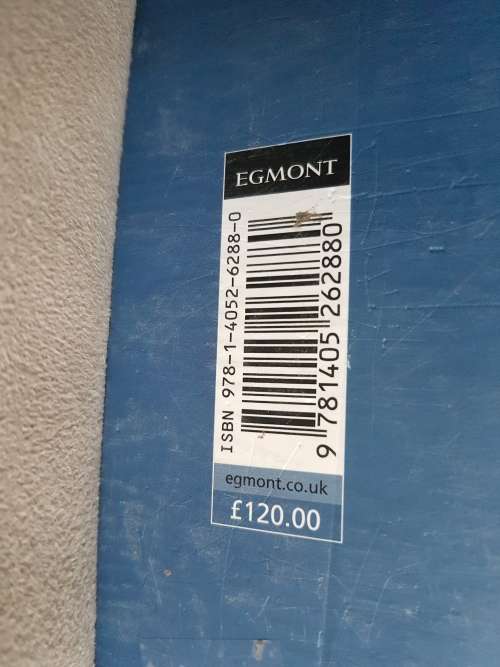 EGMONT
ISBN 978-1-4052-6288-0
9 781405 262880
egmont.co.uk
£120.00